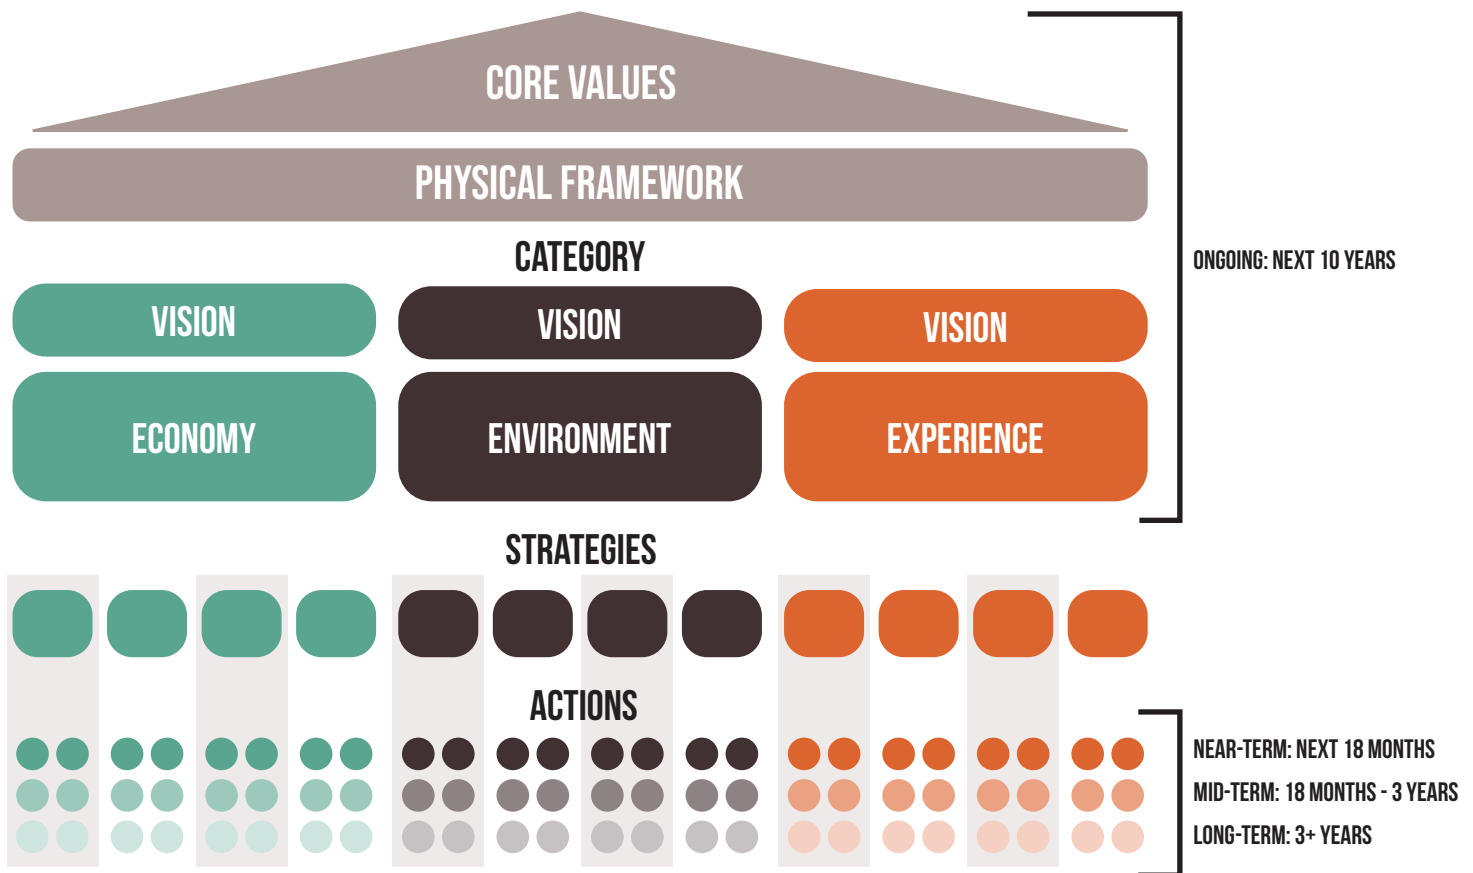 CORE VALUES
PHYSICAL FRAMEWORK
CATEGORY
VISION
VISION
VISION
ECONOMY
ENVIRONMENT
EXPERIENCE
ONGOING: NEXT 10 YEARS
STRATEGIES
ACTIONS
NEAR-TERM: NEXT 18 MONTHS
MID-TERM: 18 MONTHS - 3 YEARS
LONG-TERM: 3+ YEARS